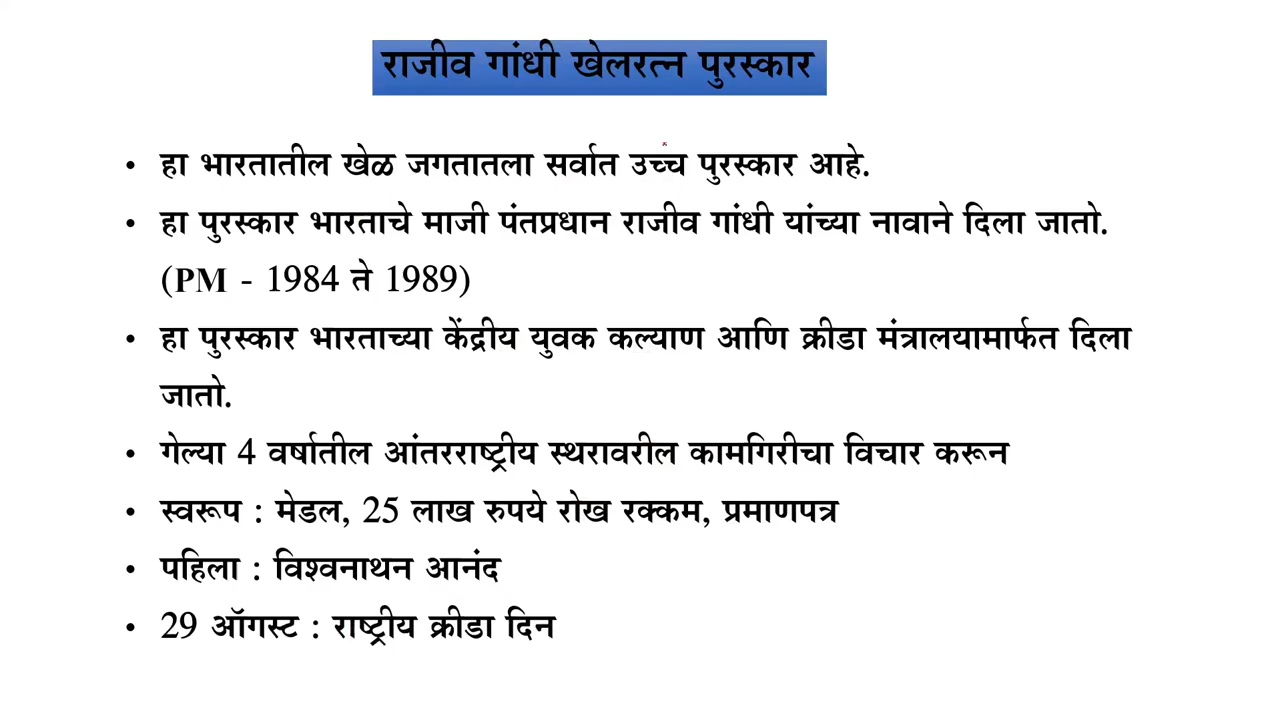 राजीव गांधी खेलरत्न पुरस्कार
• हा भारतातील खेळ जगतातला सर्वात उच्च पुरस्कार आहे.
• हा पुरस्कार भारताचे माजी पंतप्रधान राजीव गांधी यांच्या नावाने दिला जातो.
(PM - 1984 ते 1989)
• हा पुरस्कार भारताच्या केंद्रीय युवक कल्याण आणि क्रीडा मंत्रालयामार्फत दिला
जातो.
• गेल्या 4 वर्षातील आंतरराष्ट्रीय स्थरावरील कामगिरीचा विचार करून
• स्वरूप : मेडल, 25 लाख रुपये रोख रक्कम, प्रमाणपत्र
• पहिला : विश्वनाथन आनंद
• 29 ऑगस्ट : राष्ट्रीय क्रीडा दिन